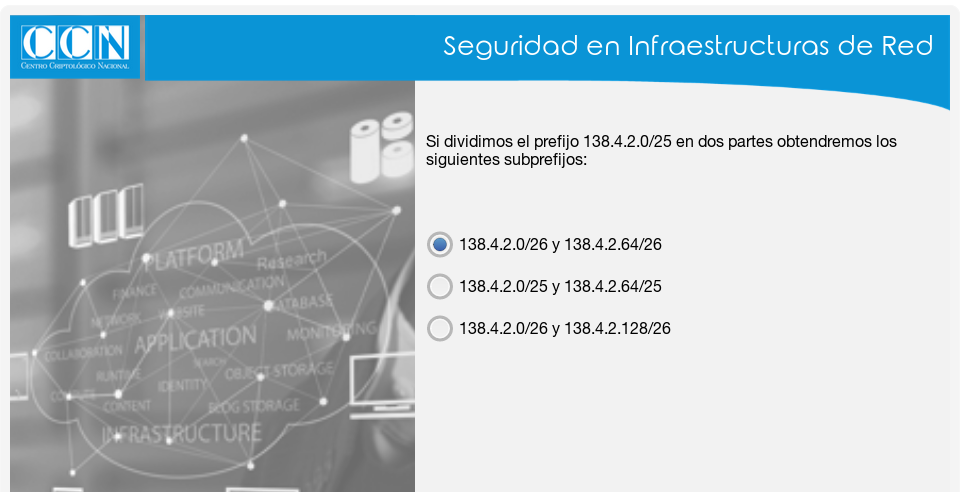 CCN
CENTRO CRIPTOLÓGICO NACIONAL
Seguridad en Infraestructuras de Red
Si dividimos el prefijo 138.4.2.0/25 en dos partes obtendremos los
siguientes subprefijos:
138.4.2.0/26 y 138.4.2.64/26
138.4.2.0/25 y 138.4.2.64/25
138.4.2.0/26 y 138.4.2.128/26
PLATFORM
Research
FINANCE
COMMUNICATION
DATABASE
NETWORK
WEBSITE
APPLICATION
MONITORING
COLLABORATION
SEARCH
RUNTIME
IDENTITY
OBJECT STORAGE
COMPUTE
CONTENT
BLOG STORAGE
INFRASTRUCTURE